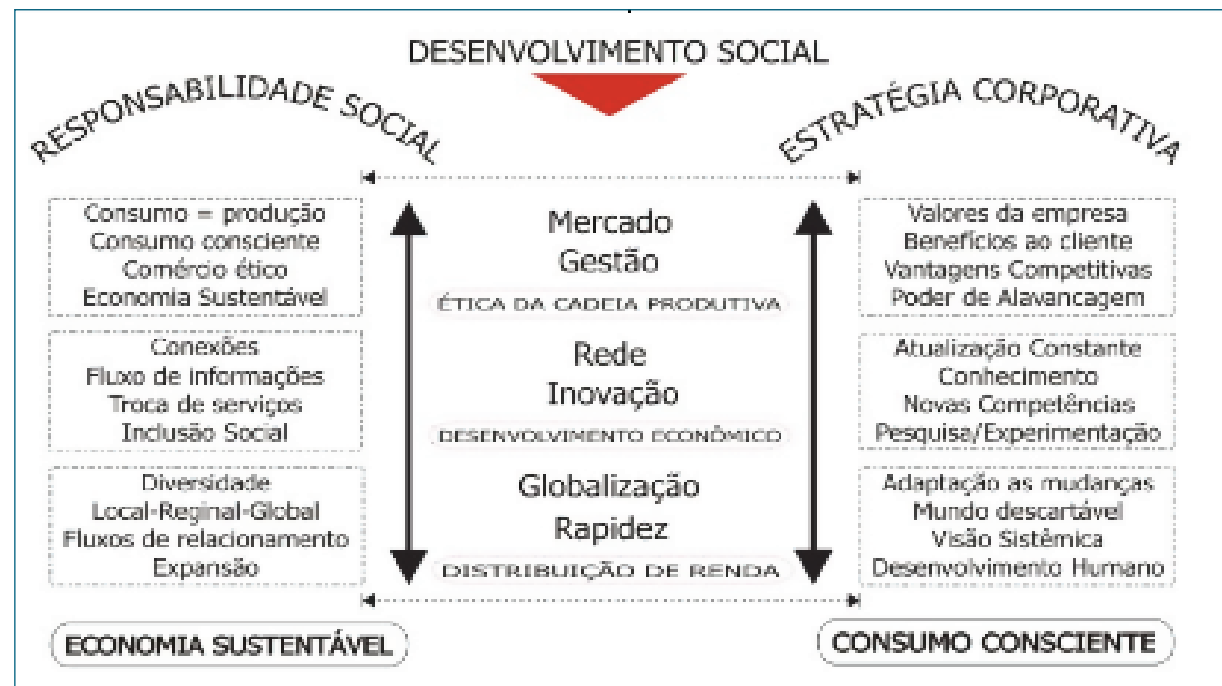 DESENVOLVIMENTO SOCIAL
RESPONSABILIDADE SOCIAL
ESTRATÉGIA CORPORATIVA
Consumo = produção
Consumo consciente
Comércio ético
Economia Sustentável
Mercado
Gestão
ÉTICA DA CADEIA PRODUTIVA
Valores da empresa
Benefícios ao cliente
Vantagens Competitivas
Poder de Alavancagem
Conexões
Fluxo de informações
Troca de serviços
Inclusão Social
Rede
Inovação
DESENVOLVIMENTO ECONÔMICO
Atualização Constante
Conhecimento
Novas Competências
Pesquisa/Experimentação
Diversidade
Local-Reginal-Global
Fluxos de relacionamento
Expansão
Globalização
Rapidez
DISTRIBUIÇÃO DE RENDA
Adaptação as mudanças
Mundo descartável
Visão Sistêmica
Desenvolvimento Humano
ECONOMIA SUSTENTÁVEL
CONSUMO CONSCIENTE